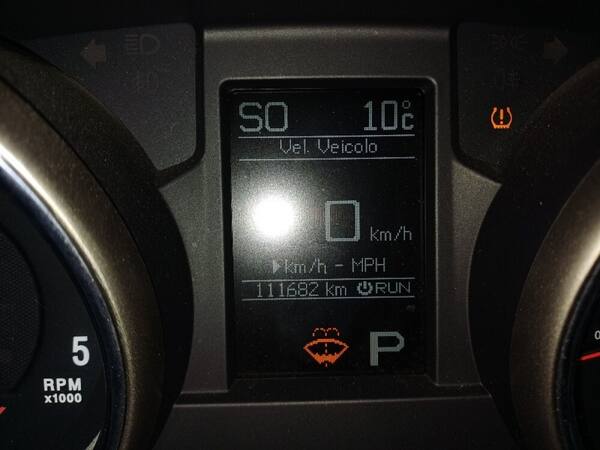 SO 10°C
Vel. Veicolo
0 km/h
km/h - MPH
111682 km RUN
P
5
RPM
x1000